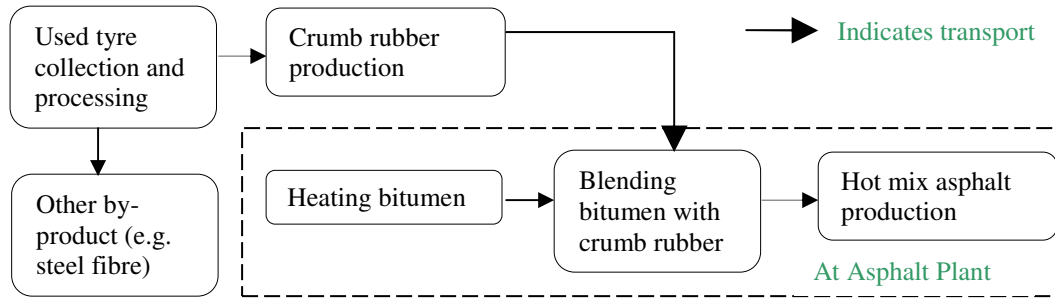 Used tyre
collection and
processing
Crumb rubber
production
Indicates transport
Other by-
product (e.g.
steel fibre)
Heating bitumen
Blending
bitumen with
crumb rubber
Hot mix asphalt
production
At Asphalt Plant